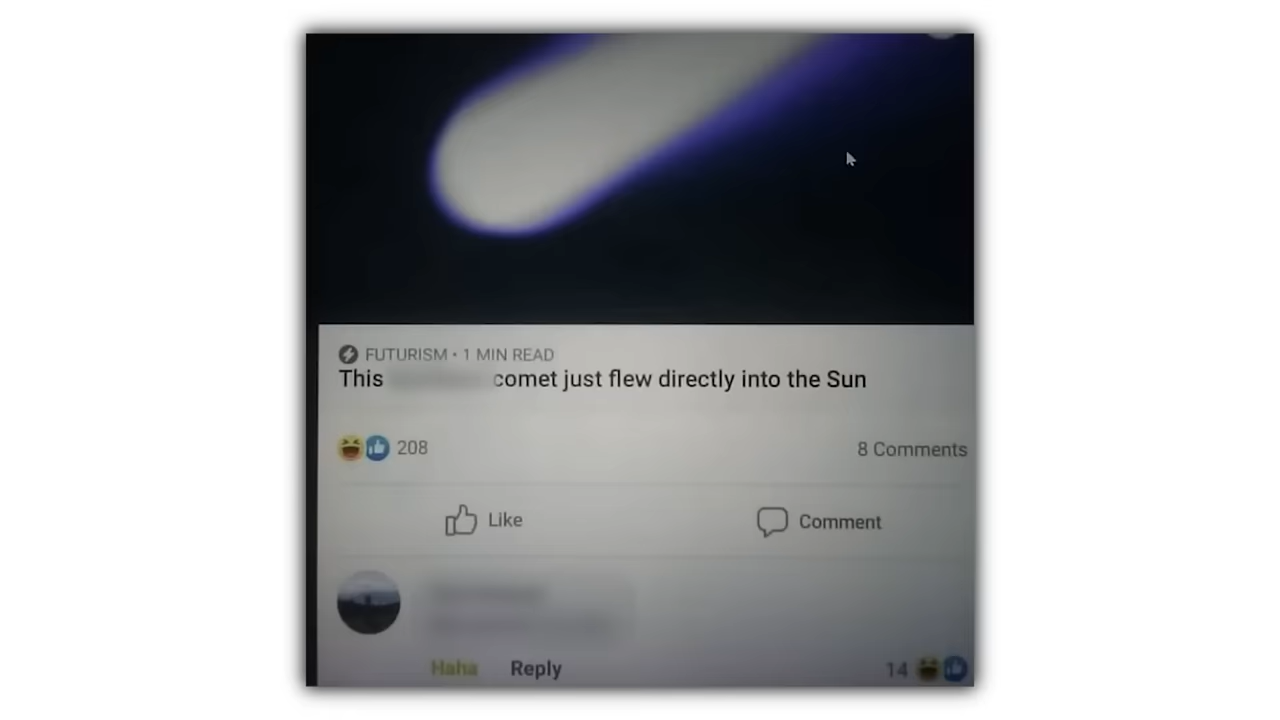 FUTURISM • 1 MIN READ
This comet just flew directly into the Sun
208
8 Comments
Like
Comment
Haha Reply
14